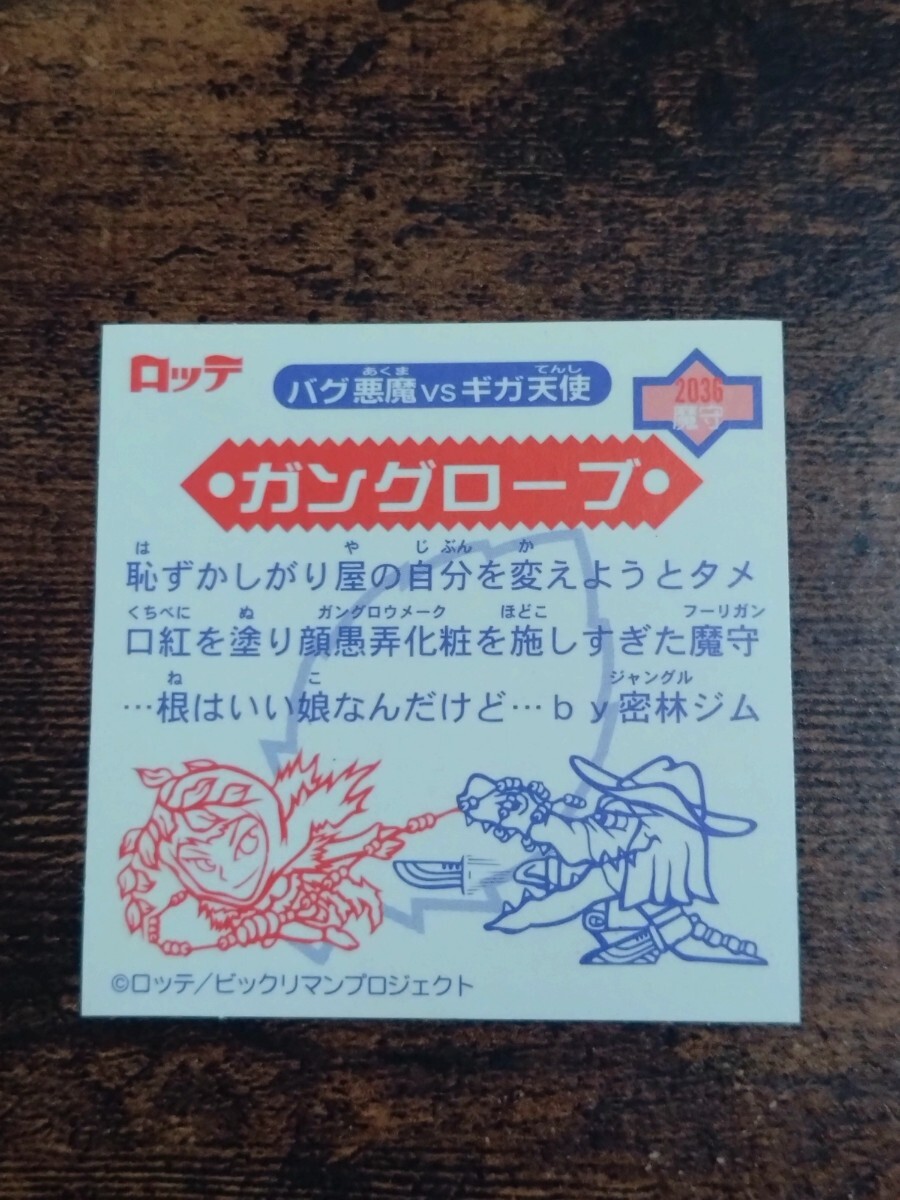 ロッテ
あくま てんし
バグ悪魔vsギガ天使
2036
魔守
ガングローブ
は や じぶん か
恥ずかしがり屋の自分を変えようとタメ
くちべに ぬ ガングロウメーク ほどこ フーリガン
口紅を塗り顔愚弄化粧を施しすぎた魔守
ね こ ジャングル
…根はいい娘なんだけど…by密林ジム
©ロッテ/ビックリマンプロジェクト